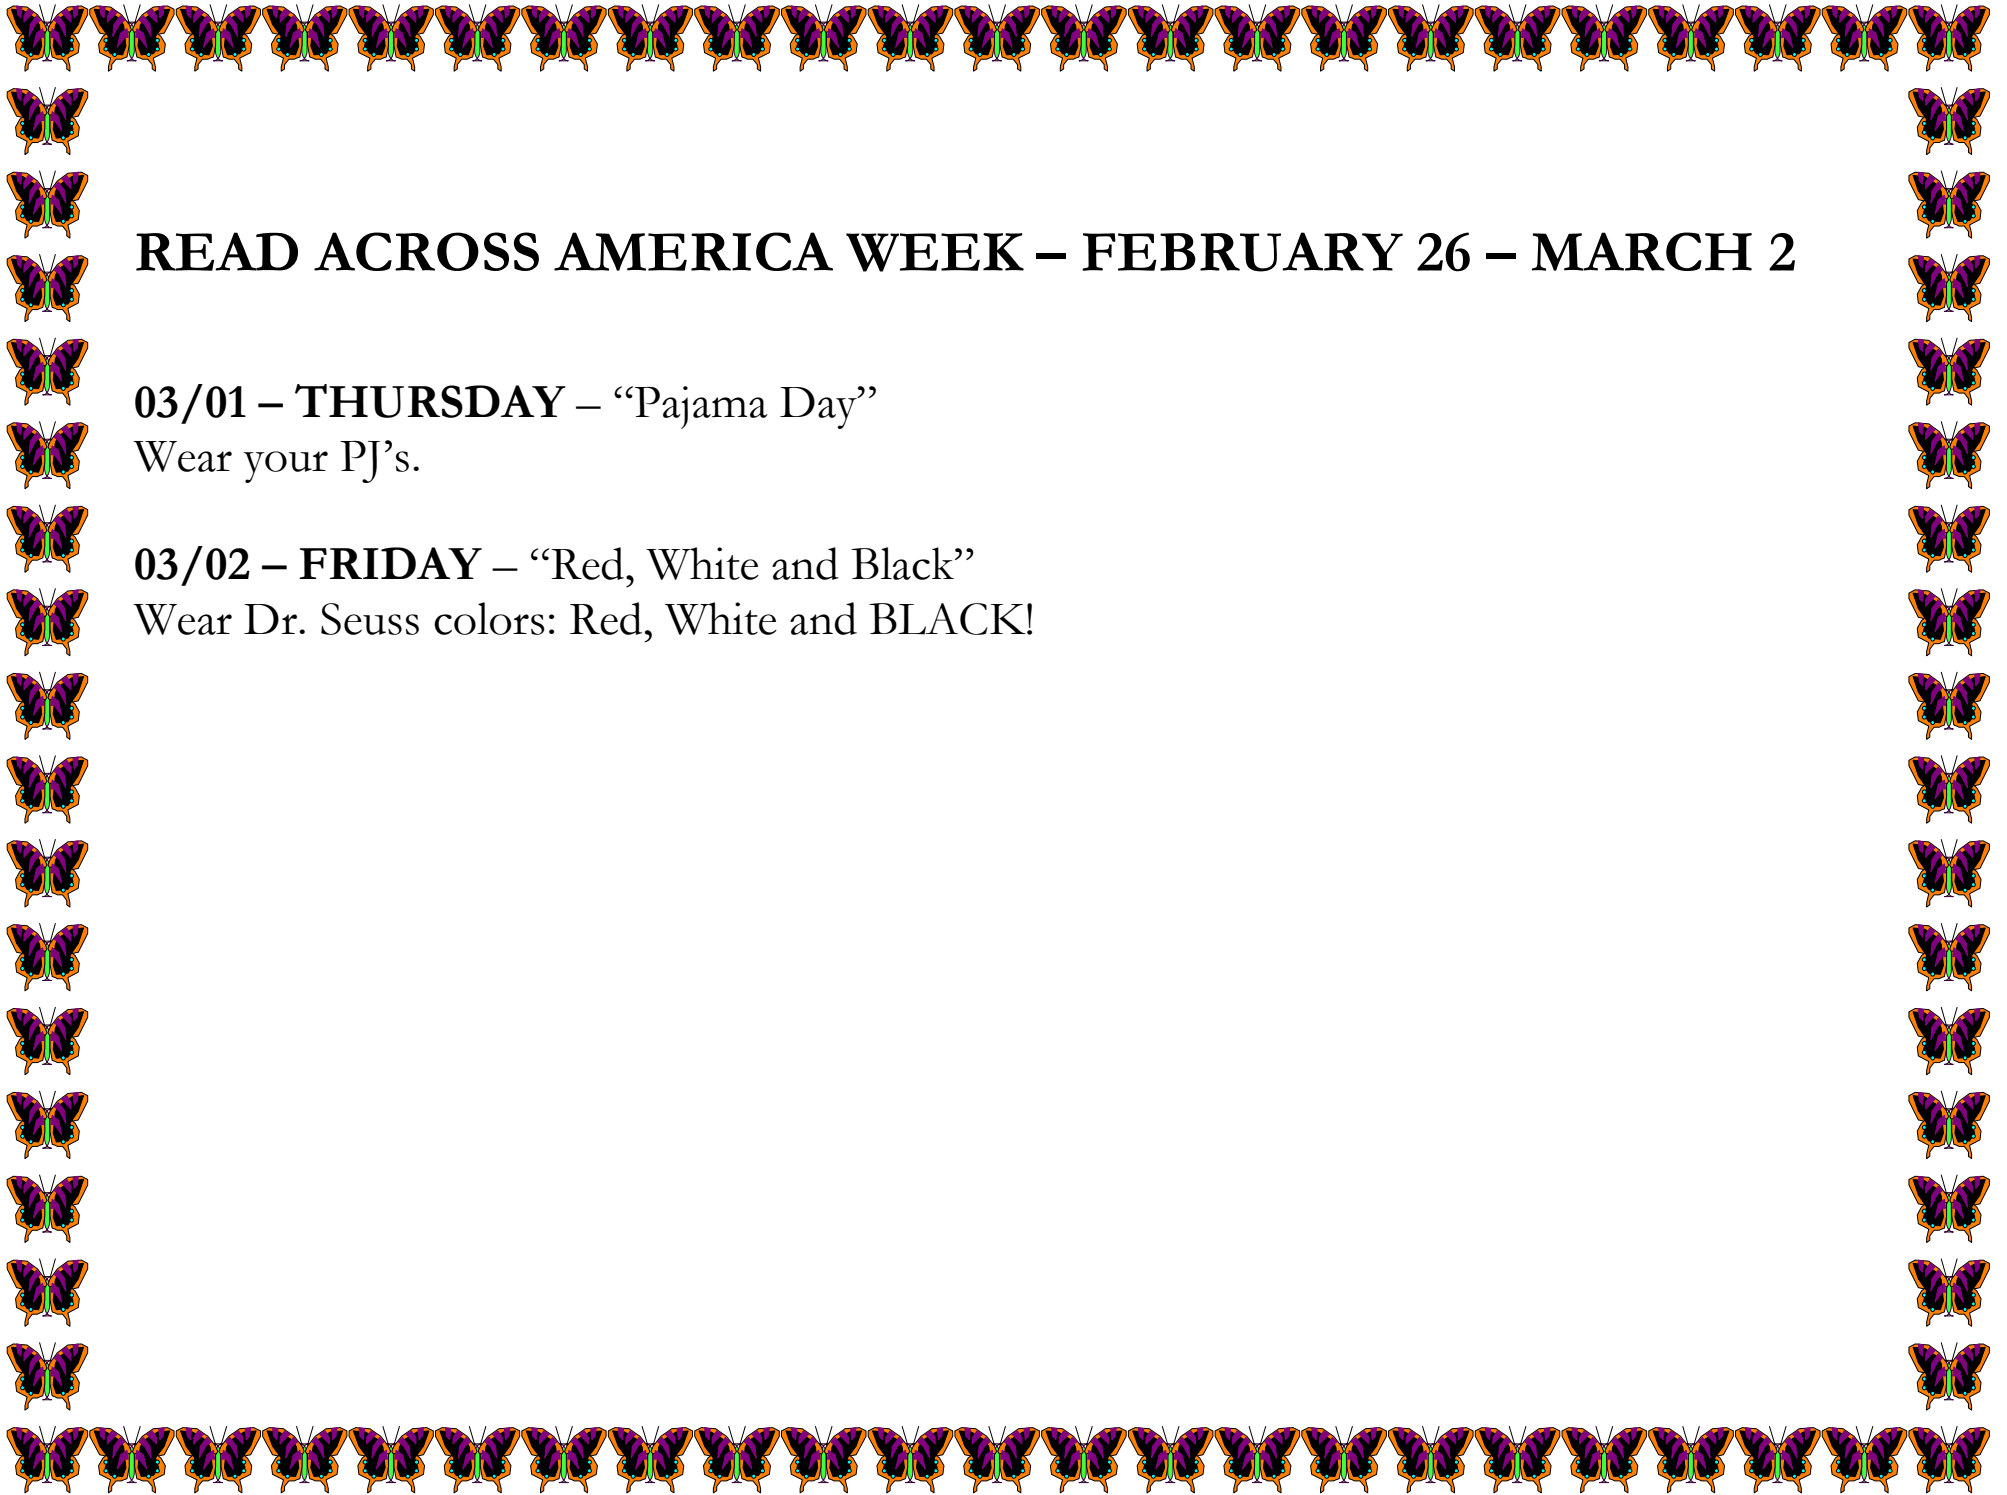 READ ACROSS AMERICA WEEK – FEBRUARY 26 – MARCH 2
03/01 – THURSDAY – “Pajama Day”
Wear your PJ’s.
03/02 – FRIDAY – “Red, White and Black”
Wear Dr. Seuss colors: Red, White and BLACK!